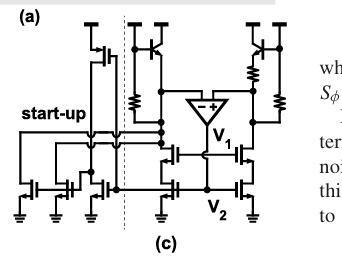 (a)
start-up
− +
V1
V2
(c)
wh
Sϕ
ter
noi
thi
to